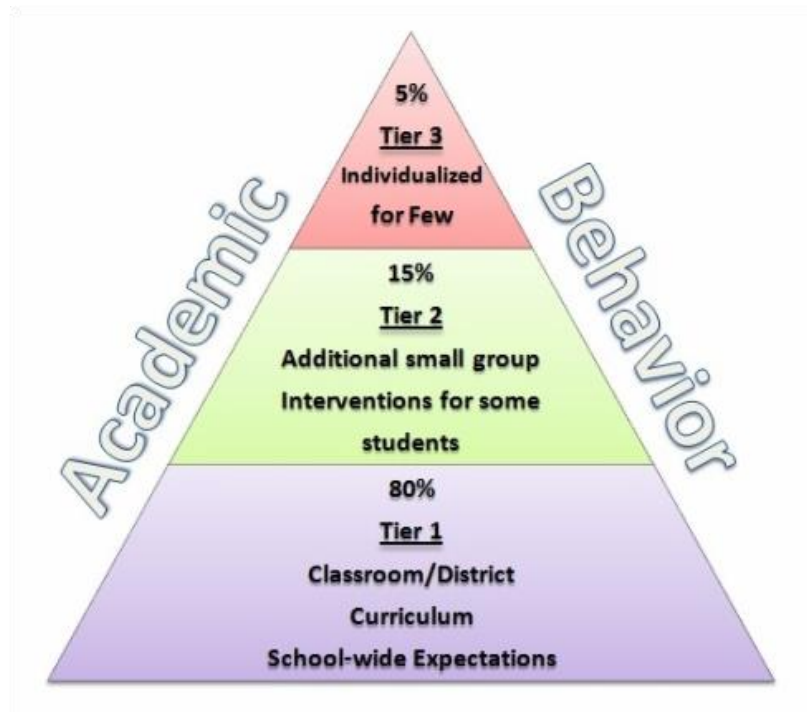 5%
Tier 3
Individualized
for Few
Academic
Behavior
15%
Tier 2
Additional small group
Interventions for some
students
80%
Tier 1
Classroom/District
Curriculum
School-wide Expectations